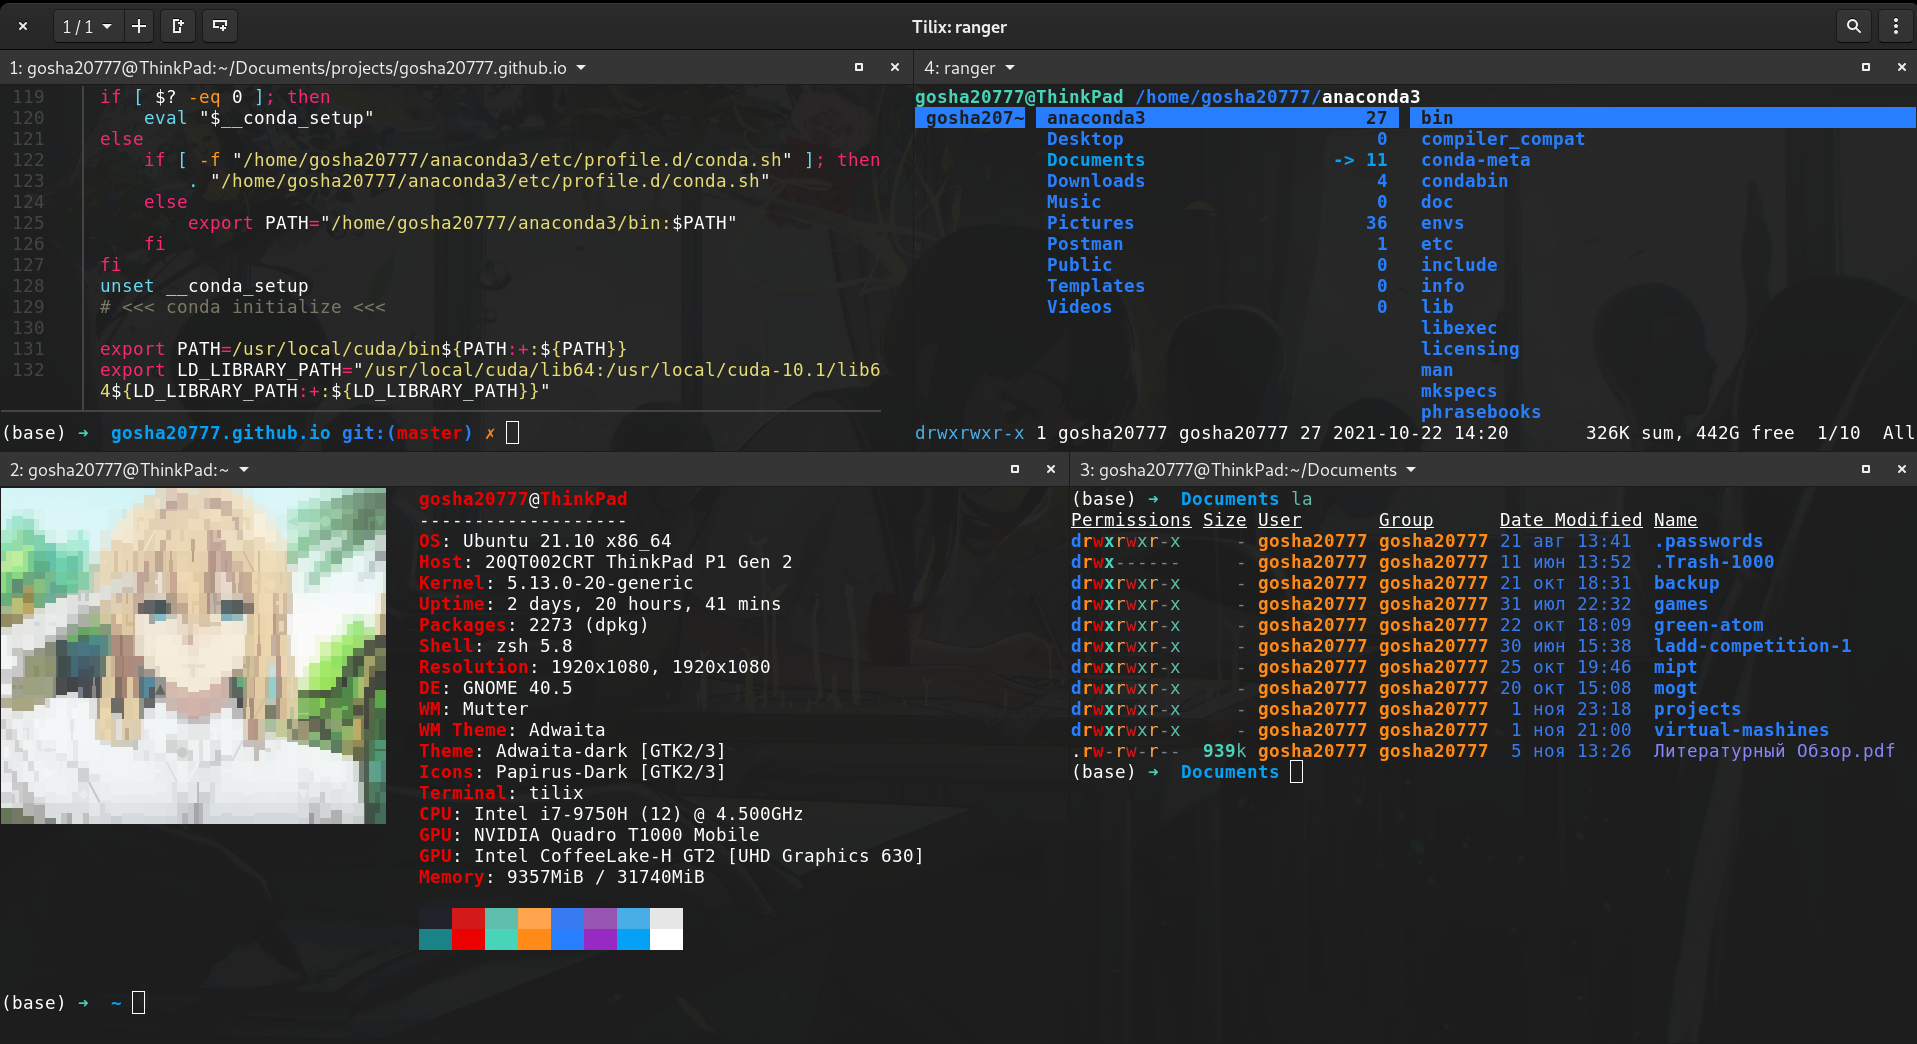 1 / 1
Tilix: ranger
1: gosha20777@ThinkPad:~/Documents/projects/gosha20777.github.io
119 if [ $? -eq 0 ]; then
120 eval "$__conda_setup"
121 else
122 if [ -f "/home/gosha20777/anaconda3/etc/profile.d/conda.sh" ]; then
123 . "/home/gosha20777/anaconda3/etc/profile.d/conda.sh"
124 else
125 export PATH="/home/gosha20777/anaconda3/bin:$PATH"
126 fi
127 fi
128 unset __conda_setup
129 # <<< conda initialize <<<
130
131 export PATH=/usr/local/cuda/bin${PATH:+:${PATH}}
132 export LD_LIBRARY_PATH="/usr/local/cuda/lib64:/usr/local/cuda-10.1/lib6
4${LD_LIBRARY_PATH:+:${LD_LIBRARY_PATH}}"
(base) ➜ gosha20777.github.io git:(master) ✗
4: ranger
gosha20777@ThinkPad /home/gosha20777/anaconda3
gosha207~ anaconda3 27 bin
Desktop 0 compiler_compat
Documents -> 11 conda-meta
Downloads 4 condabin
Music 0 doc
Pictures 36 envs
Postman 1 etc
Public 0 include
Templates 0 info
Videos 0 lib
libexec
licensing
man
mkspecs
phrasebooks
drwxrwxr-x 1 gosha20777 gosha20777 27 2021-10-22 14:20 326K sum, 442G free 1/10 All
2: gosha20777@ThinkPad:~
gosha20777@ThinkPad
-------------------
OS: Ubuntu 21.10 x86_64
Host: 20QT002CRT ThinkPad P1 Gen 2
Kernel: 5.13.0-20-generic
Uptime: 2 days, 20 hours, 41 mins
Packages: 2273 (dpkg)
Shell: zsh 5.8
Resolution: 1920x1080, 1920x1080
DE: GNOME 40.5
WM: Mutter
WM Theme: Adwaita
Theme: Adwaita-dark [GTK2/3]
Icons: Papirus-Dark [GTK2/3]
Terminal: tilix
CPU: Intel i7-9750H (12) @ 4.500GHz
GPU: NVIDIA Quadro T1000 Mobile
GPU: Intel CoffeeLake-H GT2 [UHD Graphics 630]
Memory: 9357MiB / 31740MiB
(base) ➜ ~
3: gosha20777@ThinkPad:~/Documents
(base) ➜ Documents la
Permissions Size User Group Date Modified Name
drwxrwxr-x - gosha20777 gosha20777 21 авг 13:41 .passwords
drwx------ - gosha20777 gosha20777 11 июн 13:52 .Trash-1000
drwxrwxr-x - gosha20777 gosha20777 21 окт 18:31 backup
drwxrwxr-x - gosha20777 gosha20777 31 июл 22:32 games
drwxrwxr-x - gosha20777 gosha20777 22 окт 18:09 green-atom
drwxrwxr-x - gosha20777 gosha20777 30 июн 15:38 ladd-competition-1
drwxrwxr-x - gosha20777 gosha20777 25 окт 19:46 mipt
drwxrwxr-x - gosha20777 gosha20777 20 окт 15:08 mogt
drwxrwxr-x - gosha20777 gosha20777 1 ноя 23:18 projects
drwxrwxr-x - gosha20777 gosha20777 1 ноя 21:00 virtual-mashines
.rw-rw-r-- 939k gosha20777 gosha20777 5 ноя 13:26 Литературный Обзор.pdf
(base) ➜ Documents